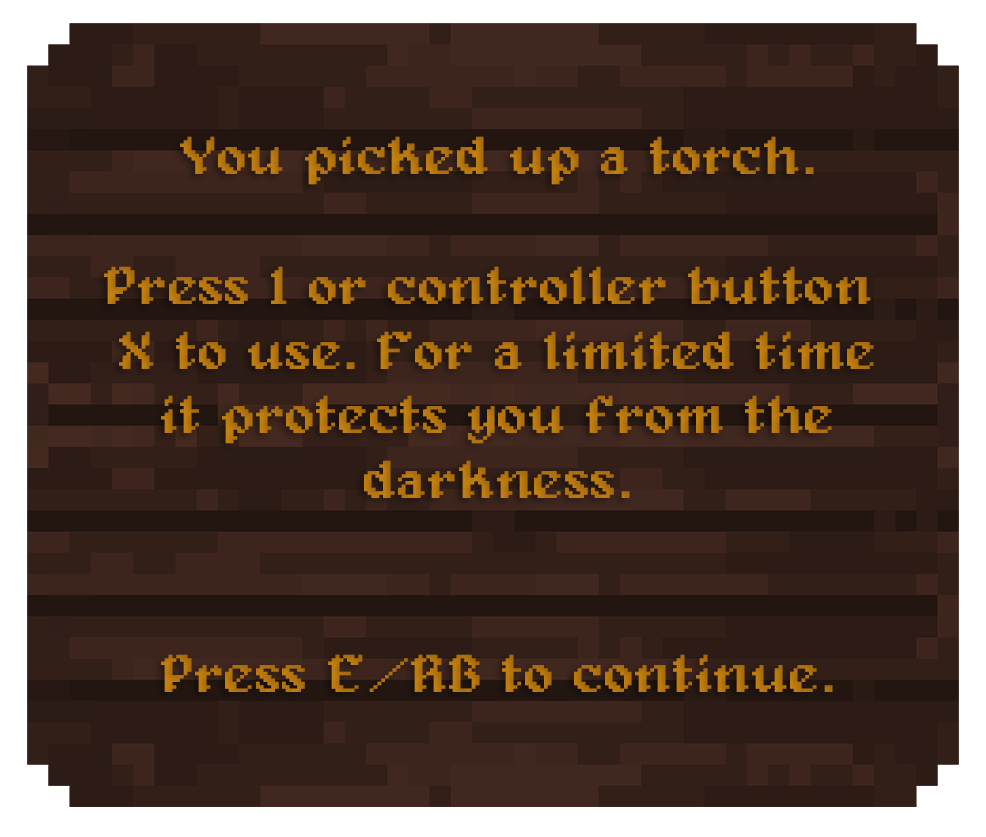 You picked up a torch.
Press 1 or controller button
X to use. For a limited time
it protects you from the
darkness.
Press E/RB to continue.